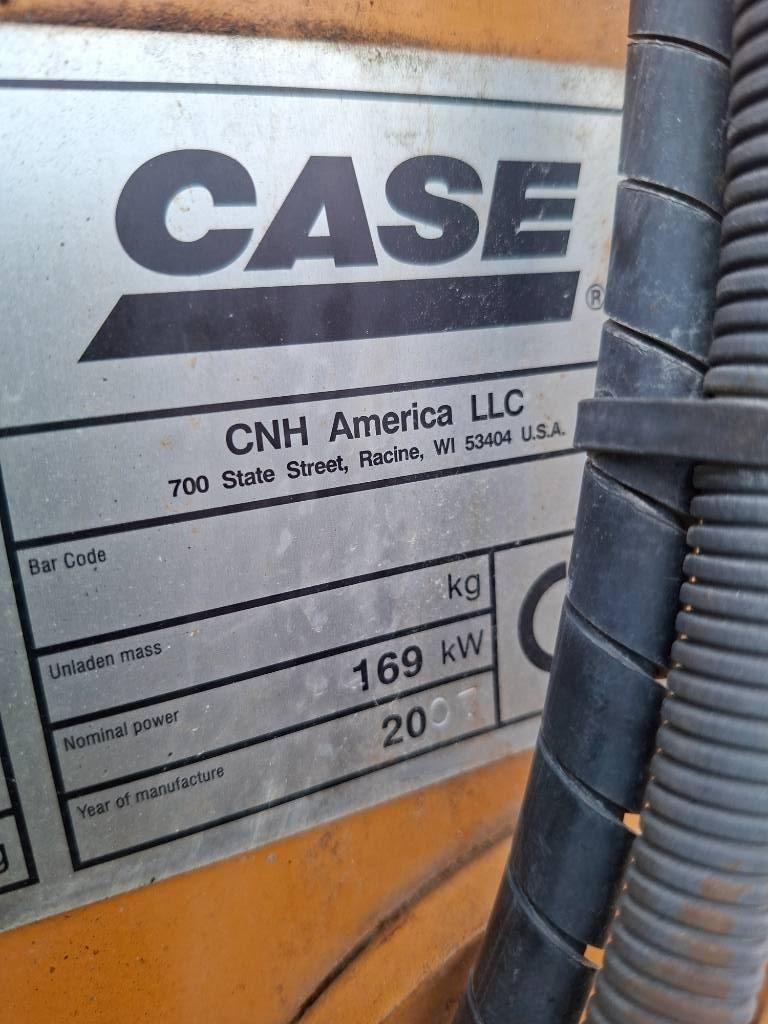 CASE
®
CNH America LLC
700 State Street, Racine, WI 53404 U.S.A.
Bar Code
Unladen mass kg
Nominal power 169 kW
Year of manufacture 2007
g